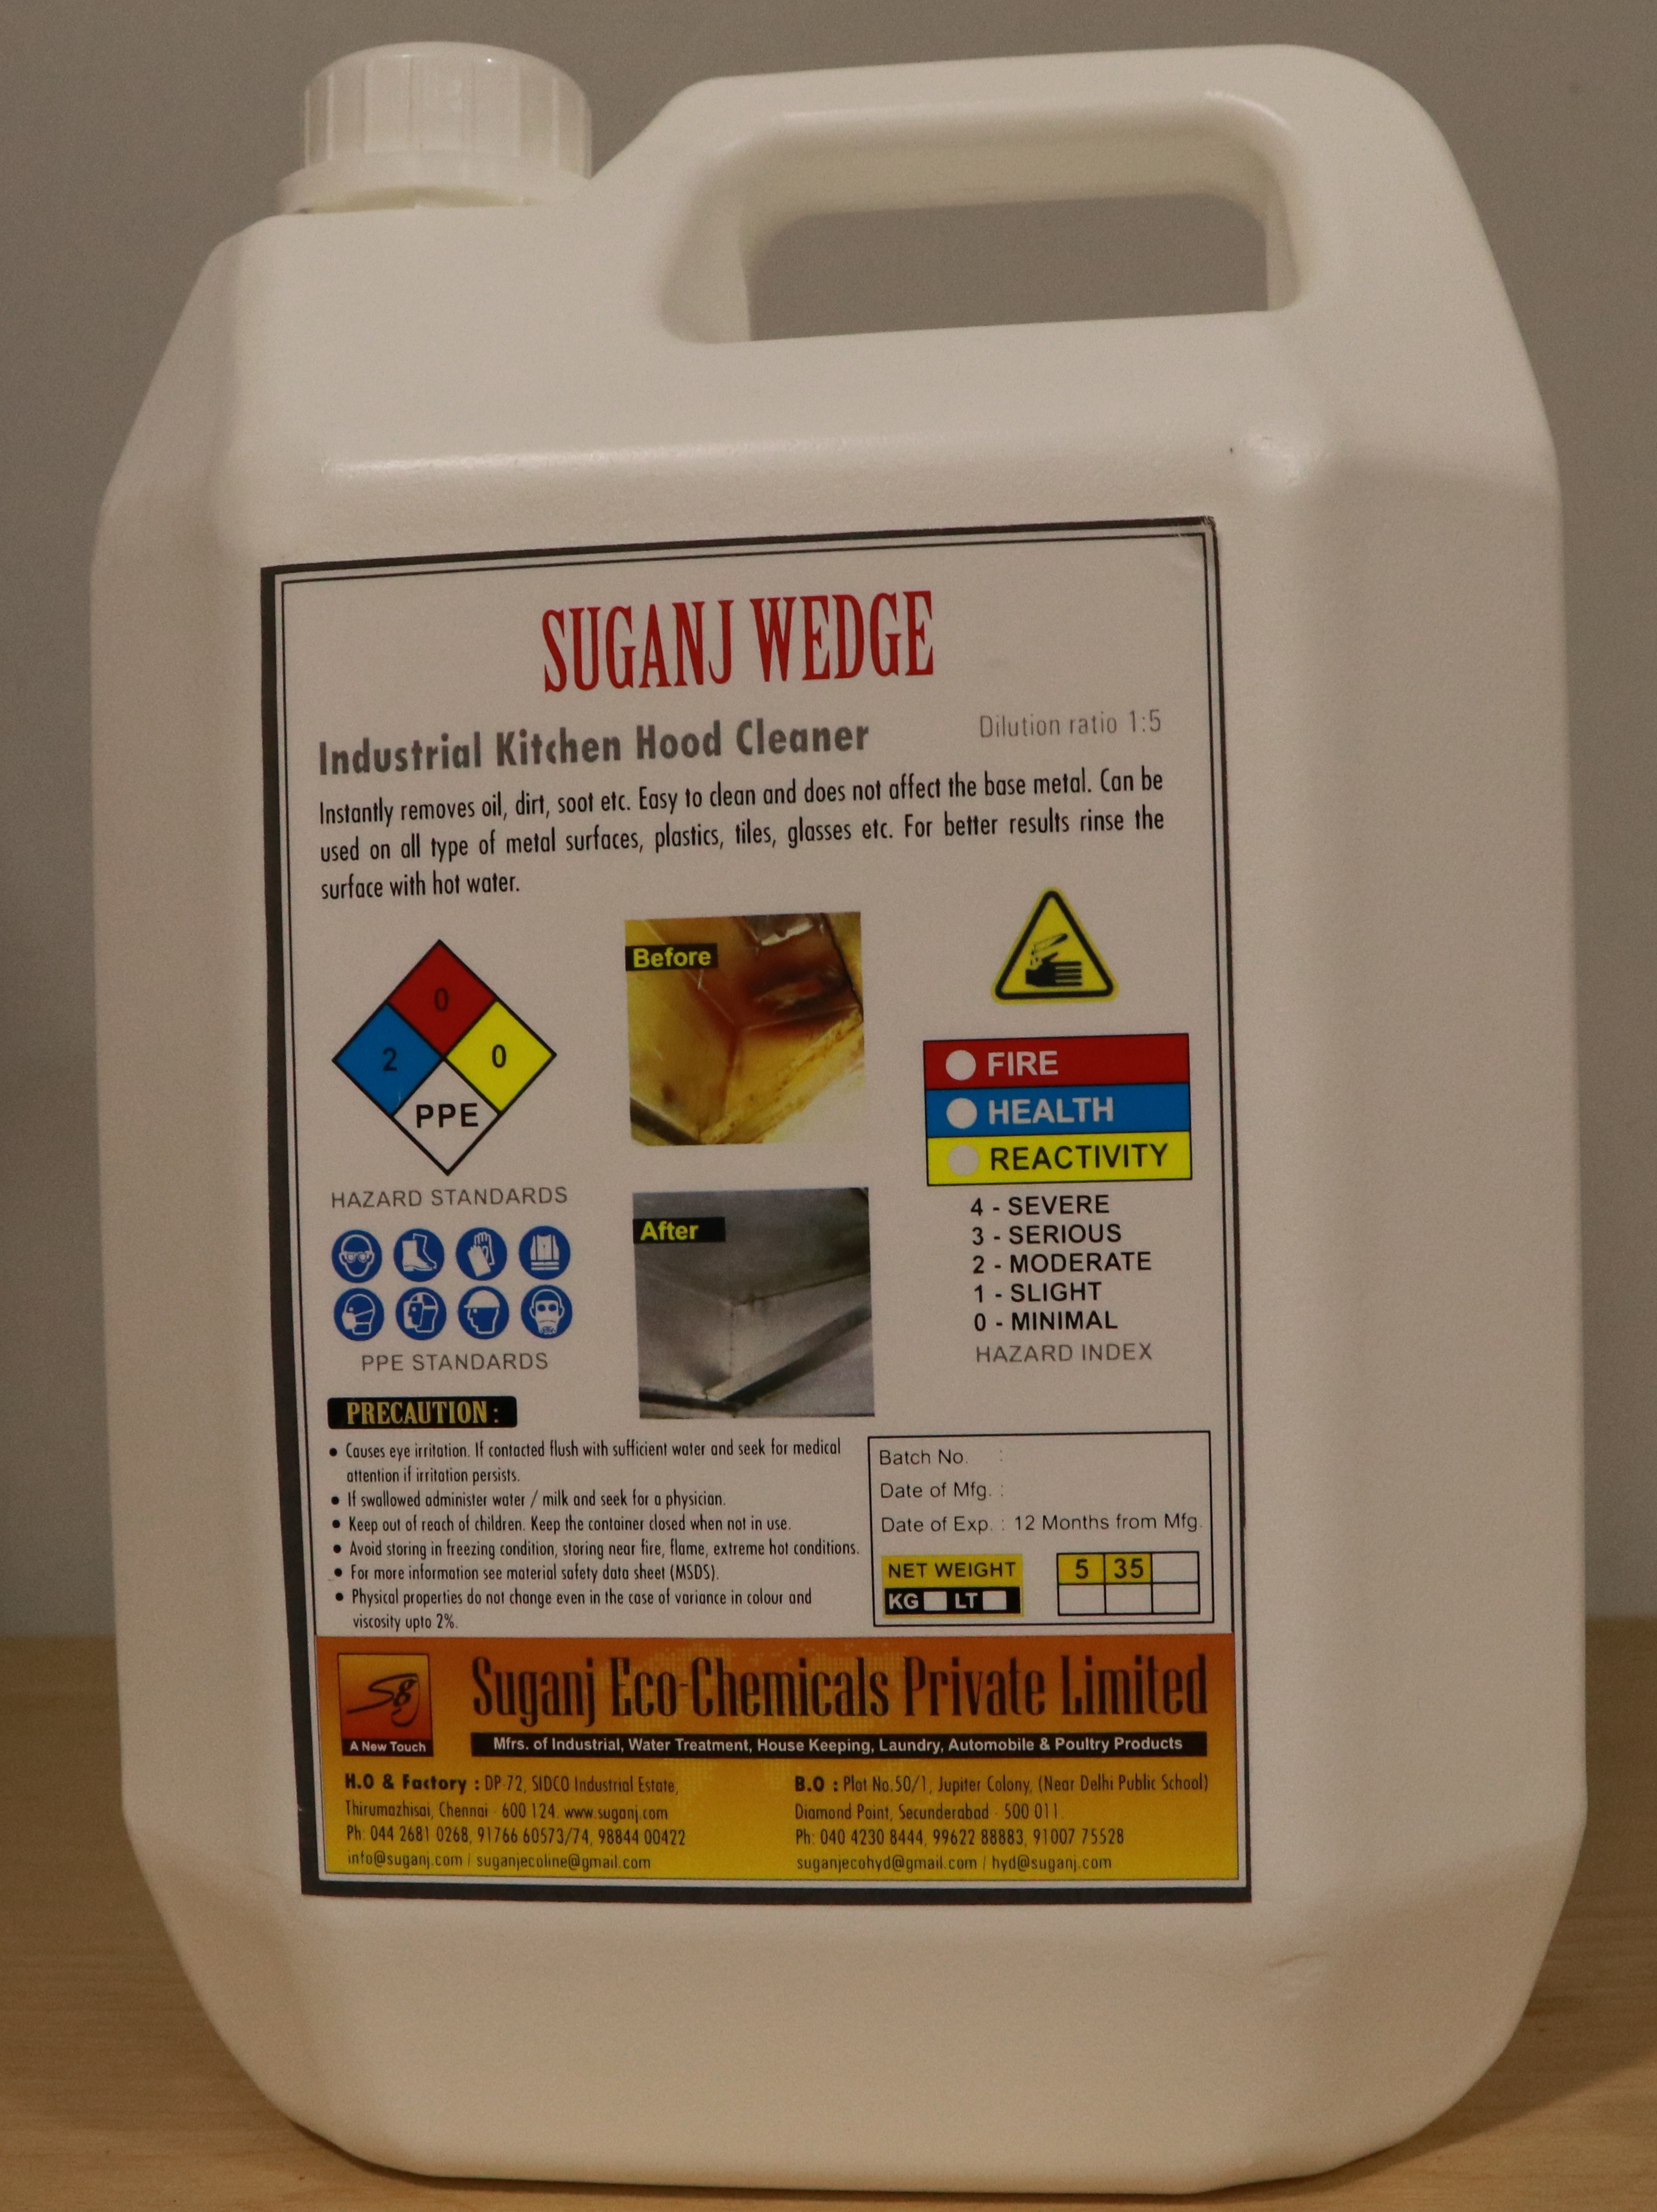 SUGANJ WEDGE
Industrial Kitchen Hood Cleaner
Dilution ratio 1:5
Instantly removes oil, dirt, soot etc. Easy to clean and does not affect the base metal. Can be
used on all type of metal surfaces, plastics, tiles, glasses etc. For better results rinse the
surface with hot water.
0
2
0
PPE
HAZARD STANDARDS
PPE STANDARDS
Before
After
FIRE
HEALTH
REACTIVITY
4 - SEVERE
3 - SERIOUS
2 - MODERATE
1 - SLIGHT
0 - MINIMAL
HAZARD INDEX
PRECAUTION :
• Causes eye irritation. If contacted flush with sufficient water and seek for medical
attention if irritation persists.
• If swallowed administer water / milk and seek for a physician.
• Keep out of reach of children. Keep the container closed when not in use.
• Avoid storing in freezing condition, storing near fire, flame, extreme hot conditions.
• For more information see material safety data sheet (MSDS).
• Physical properties do not change even in the case of variance in colour and
viscosity upto 2%.
Batch No. :
Date of Mfg. :
Date of Exp. : 12 Months from Mfg.
NET WEIGHT
KG LT
5 35
SBJ
A New Touch
Suganj Eco-Chemicals Private Limited
Mfrs. of Industrial, Water Treatment, House Keeping, Laundry, Automobile & Poultry Products
H.O & Factory : DP-72, SIDCO Industrial Estate,
Thirumazhisai, Chennai - 600 124. www.suganj.com
Ph: 044 2681 0268, 91766 60573/74, 98844 00422
info@suganj.com / suganjecoline@gmail.com
B.O : Plot No.50/1, Jupiter Colony, (Near Delhi Public School)
Diamond Point, Secunderabad - 500 011.
Ph: 040 4230 8444, 99622 88883, 91007 75528
suganjecohyd@gmail.com / hyd@suganj.com